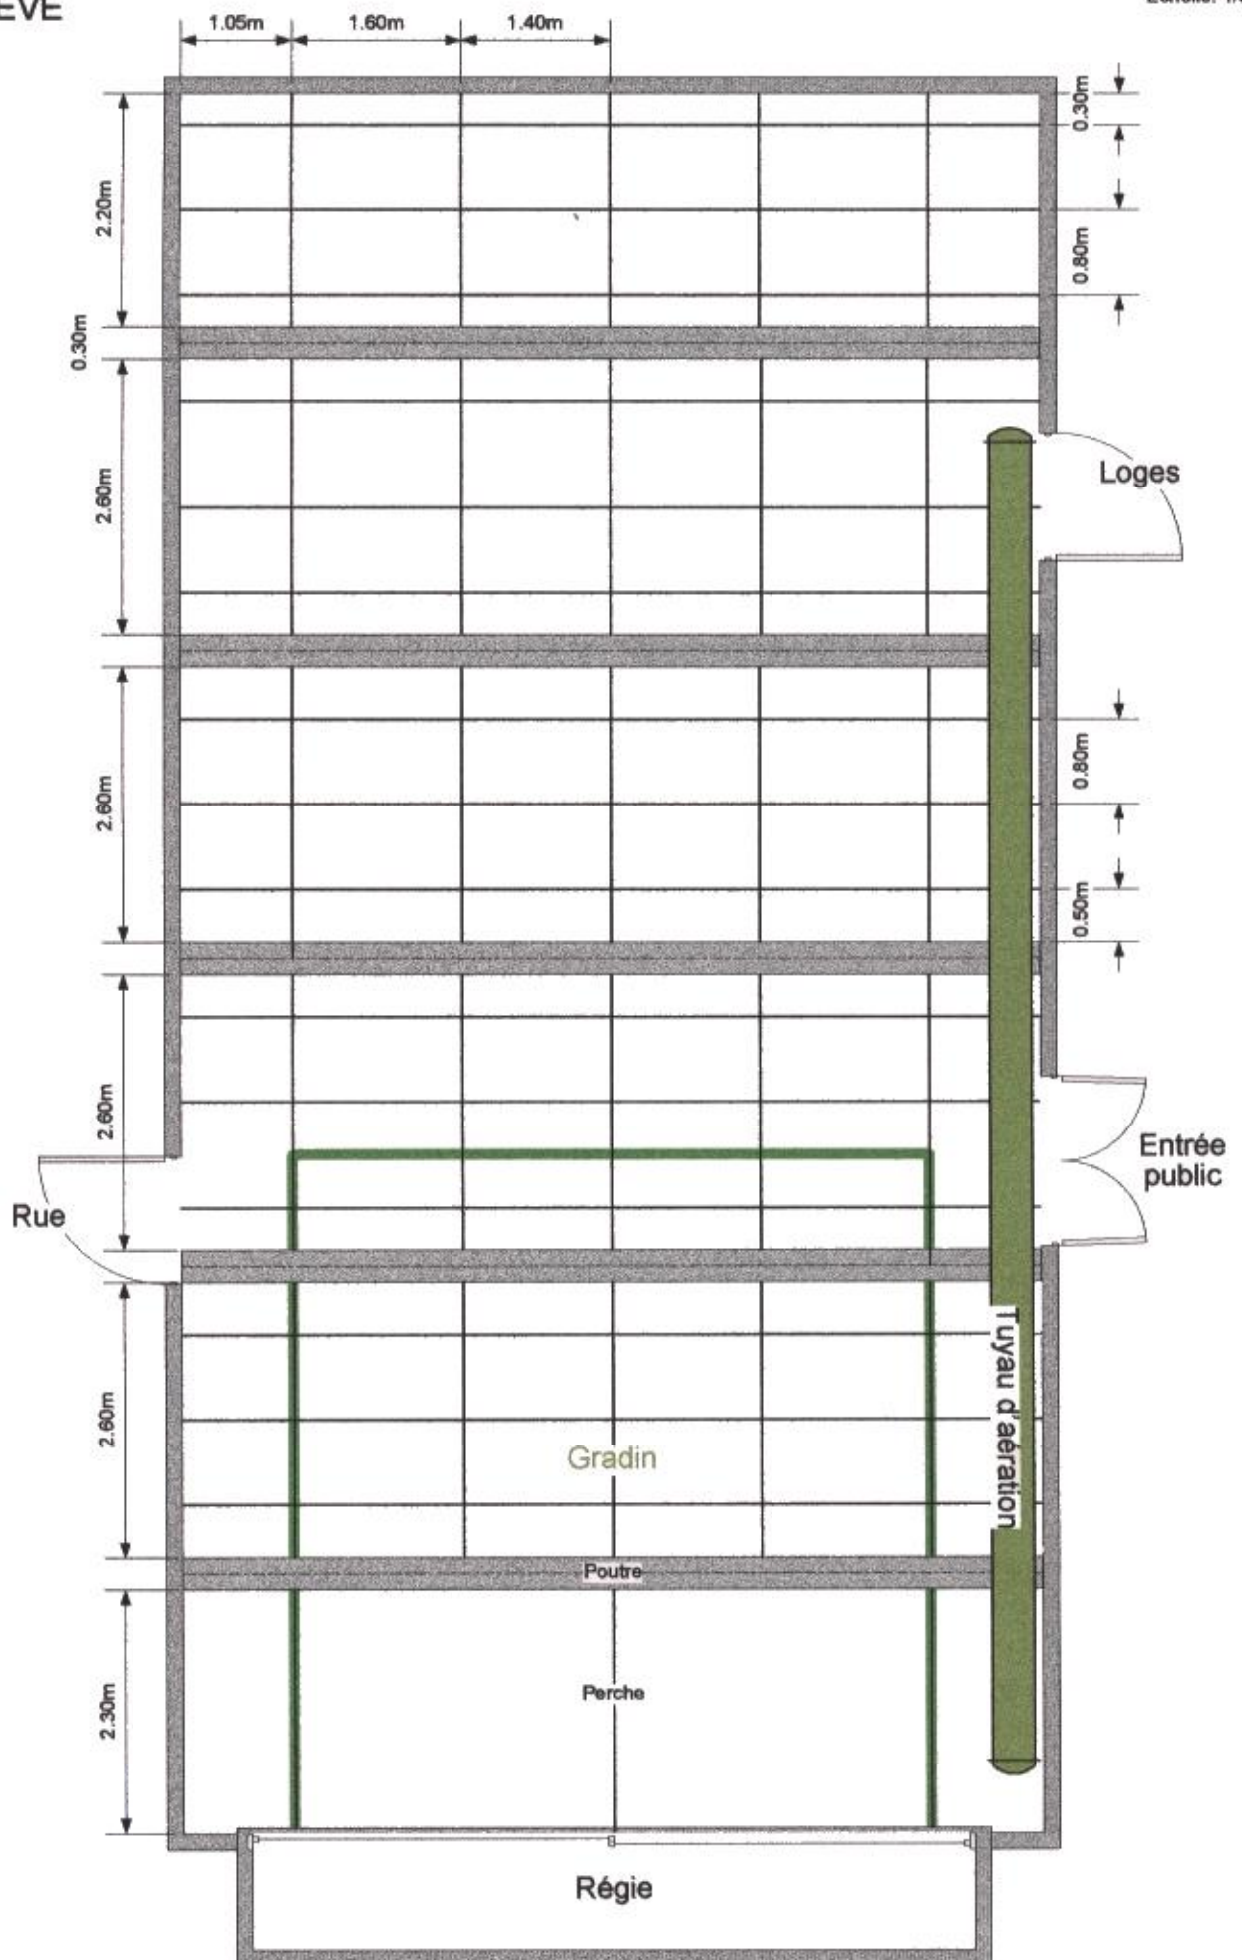 1.05m
1.60m
1.40m
0.30m
2.20m
0.80m
0.30m
2.60m
Loges
2.60m
0.80m
0.50m
2.60m
Entrée
public
Rue
2.60m
Tuyau d'aération
Gradin
Poutre
2.30m
Perche
Régie